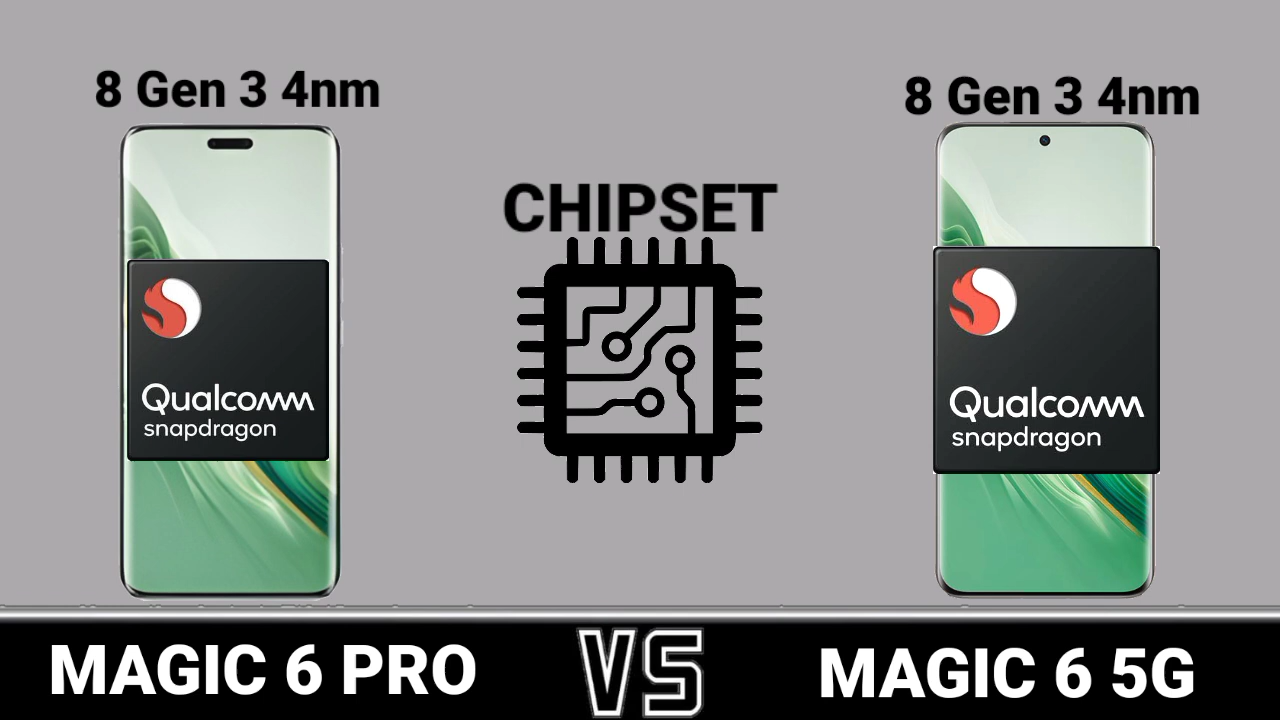 8 Gen 3 4nm
8 Gen 3 4nm
CHIPSET
Qualcomm
snapdragon
Qualcomm
snapdragon
MAGIC 6 PRO
VS
MAGIC 6 5G